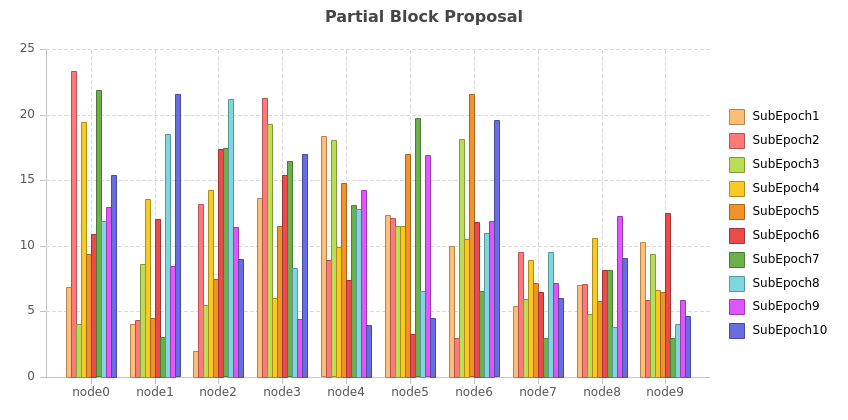 Partial Block Proposal
25
20
15
10
5
0
node0 node1 node2 node3 node4 node5 node6 node7 node8 node9
SubEpoch1
SubEpoch2
SubEpoch3
SubEpoch4
SubEpoch5
SubEpoch6
SubEpoch7
SubEpoch8
SubEpoch9
SubEpoch10